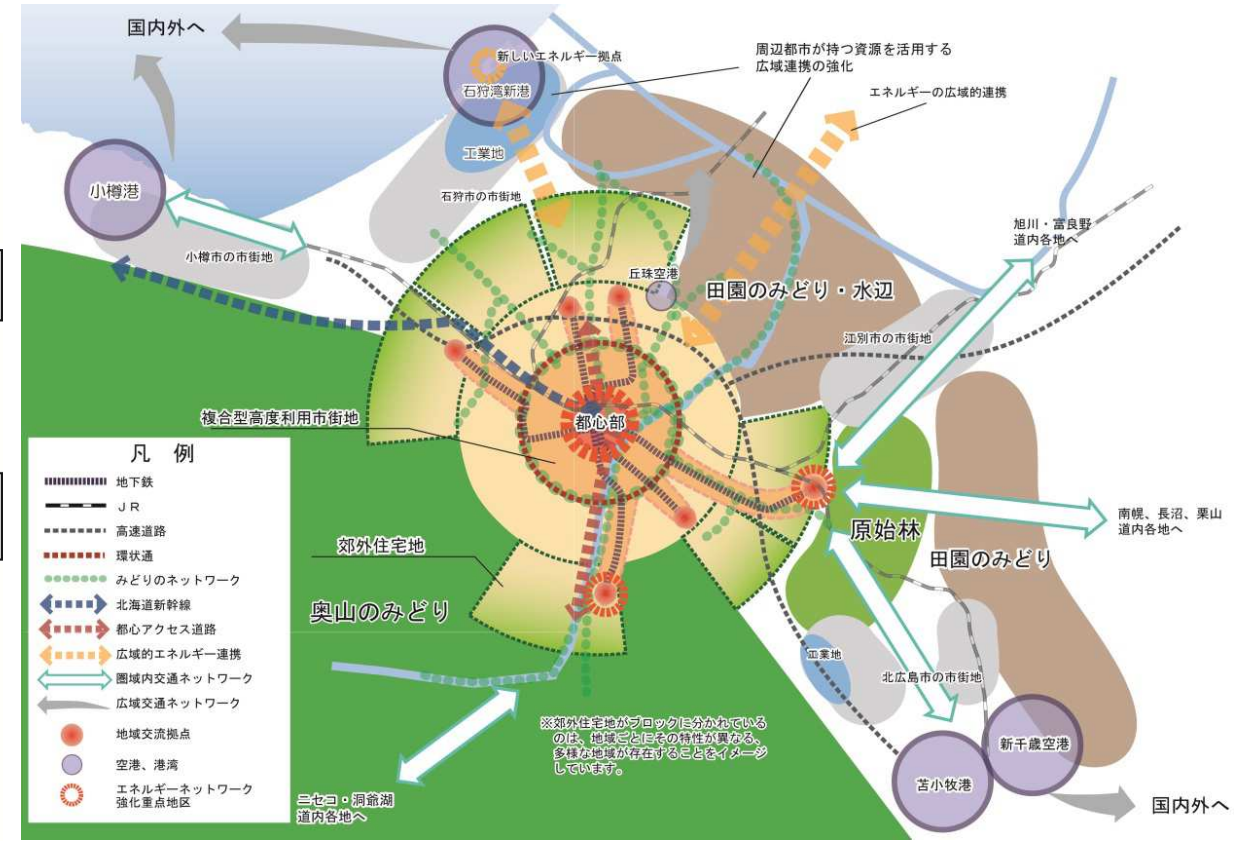 国内外へ
新しいエネルギー拠点
石狩湾新港
工業地
石狩市の市街地
周辺都市が持つ資源を活用する
広域連携の強化
エネルギーの広域的連携
小樽港
小樽市の市街地
丘珠空港
田園のみどり・水辺
旭川・富良野
道内各地へ
江別市の市街地
複合型高度利用市街地
都心部
原始林
南幌、長沼、栗山
道内各地へ
田園のみどり
郊外住宅地
奥山のみどり
工業地
北広島市の市街地
新千歳空港
苫小牧港
国内外へ
ニセコ・洞爺湖
道内各地へ
※郊外住宅地がブロックに分かれている
のは、地域ごとにその特性が異なる、
多様な地域が存在することをイメージ
しています。
凡 例
地下鉄
JR
高速道路
環状通
みどりのネットワーク
北海道新幹線
都心アクセス道路
広域的エネルギー連携
圏域内交通ネットワーク
広域交通ネットワーク
地域交流拠点
空港、港湾
エネルギーネットワーク
強化重点地区